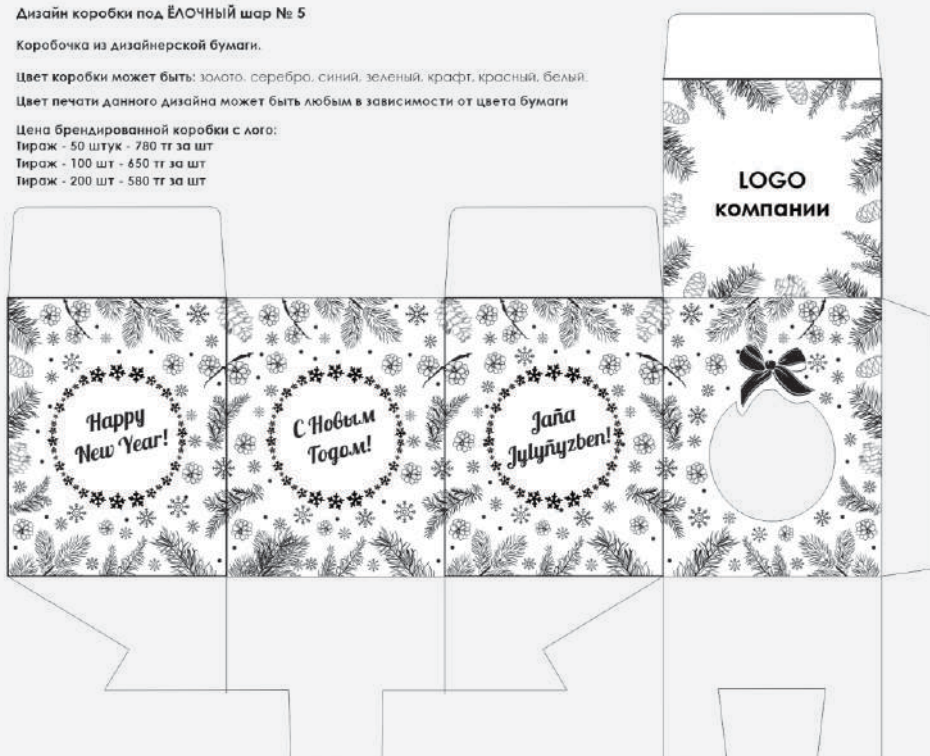 Дизайн коробки под ЁЛОЧНЫЙ шар № 5
Коробочка из дизайнерской бумаги.
Цвет коробки может быть: золото, серебро, синий, зеленый, крафт, красный, белый.
Цвет печати данного дизайна может быть любым в зависимости от цвета бумаги
Цена брендированной коробки с лого:
Тираж - 50 штук - 780 тг за шт
Тираж - 100 шт - 650 тг за шт
Тираж - 200 шт - 580 тг за шт
LOGO
компании
Happy
New Year!
С Новым
Годом!
Jaña
Jylyñyzben!